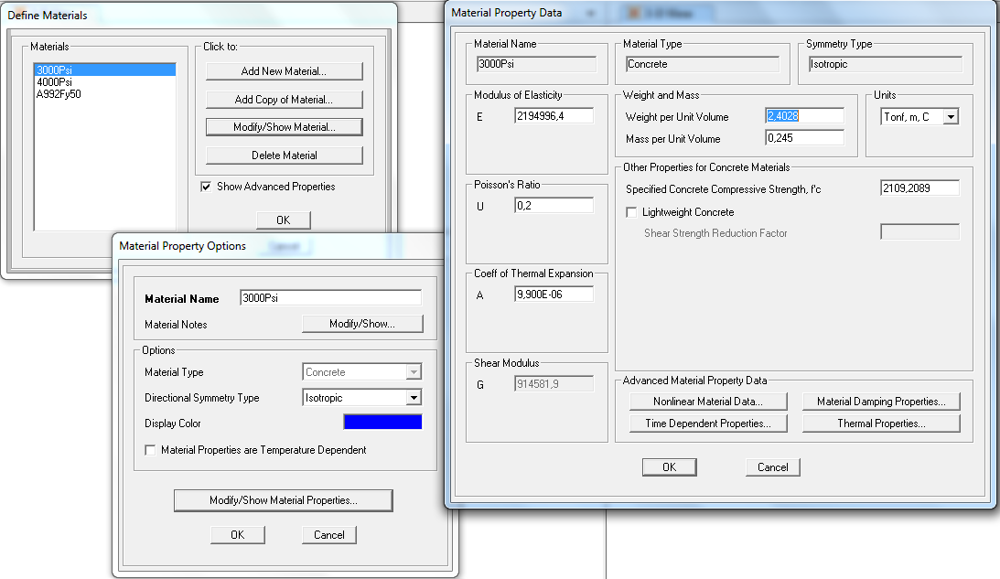 Define Materials
Materials
3000Psi
4000Psi
A992Fy50
Click to:
Add New Material...
Add Copy of Material...
Modify/Show Material...
Delete Material
Show Advanced Properties
OK
Material Property Options
Cancel
Material Name
3000Psi
Material Notes
Modify/Show...
Options
Material Type
Concrete
Directional Symmetry Type
Isotropic
Display Color
Material Properties are Temperature Dependent
Modify/Show Material Properties...
OK
Cancel
Material Property Data
Material Name
3000Psi
Material Type
Concrete
Symmetry Type
Isotropic
Modulus of Elasticity
E
2194996,4
Weight and Mass
Weight per Unit Volume
2,4028
Mass per Unit Volume
0,245
Units
Tonf, m, C
Poisson's Ratio
U
0,2
Other Properties for Concrete Materials
Specified Concrete Compressive Strength, f'c
2109,2089
Lightweight Concrete
Shear Strength Reduction Factor
Coeff of Thermal Expansion
A
9,900E-06
Shear Modulus
G
914581,9
Advanced Material Property Data
Nonlinear Material Data...
Material Damping Properties...
Time Dependent Properties...
Thermal Properties...
OK
Cancel